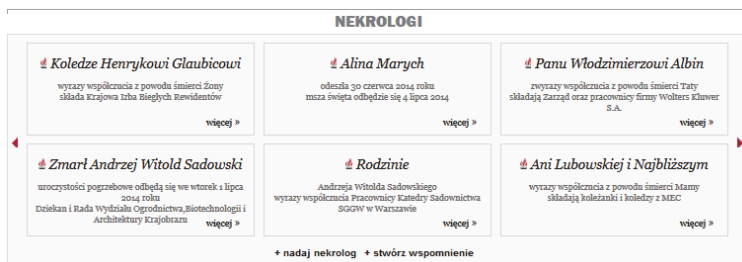 NEKROLOGI
Koledze Henrykowi Glaubicowi
wyrazy współczucia z powodu śmierci Żony
składa Krajowa Izba Biegłych Rewidentów
więcej »
Alina Marych
odeszła 30 czerwca 2014 roku
msza święta odbędzie się 4 lipca 2014
więcej »
Panu Włodzimierzowi Albin
zwyrazy współczucia z powodu śmierci Taty
składają Zarząd oraz pracownicy firmy Wolters Kluwer
S.A.
więcej »
Zmarł Andrzej Witold Sadowski
uroczystości pogrzebowe odbędą się we wtorek 1 lipca
2014 roku
Dziekan i Rada Wydziału Ogrodnictwa,Biotechnologii i
Architektury Krajobrazu
więcej »
Rodzinie
Andrzeja Witolda Sadowskiego
wyrazy współczucia Pracownicy Katedry Sadownictwa
SGGW w Warszawie
więcej »
Ani Lubowskiej i Najbliższym
wyrazy współczucia z powodu śmierci Mamy
składają koleżanki i koledzy z MEC
więcej »
+ nadaj nekrolog + stwórz wspomnienie